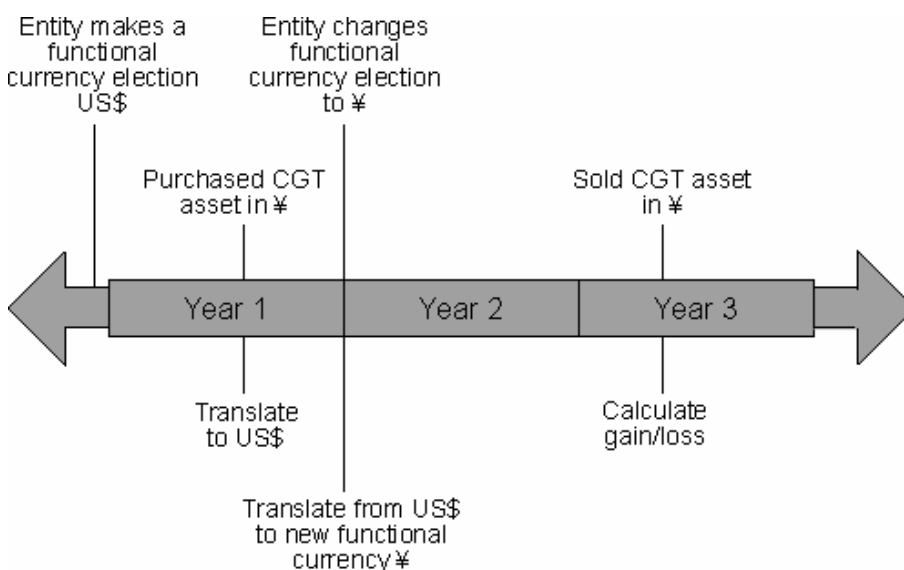 Entity makes a
functional
currency election
US$
Entity changes
functional
currency election
to ¥
Purchased CGT
asset in ¥
Sold CGT asset
in ¥
Year 1
Year 2
Year 3
Translate
to US$
Calculate
gain/loss
Translate from US$
to new functional
currency ¥